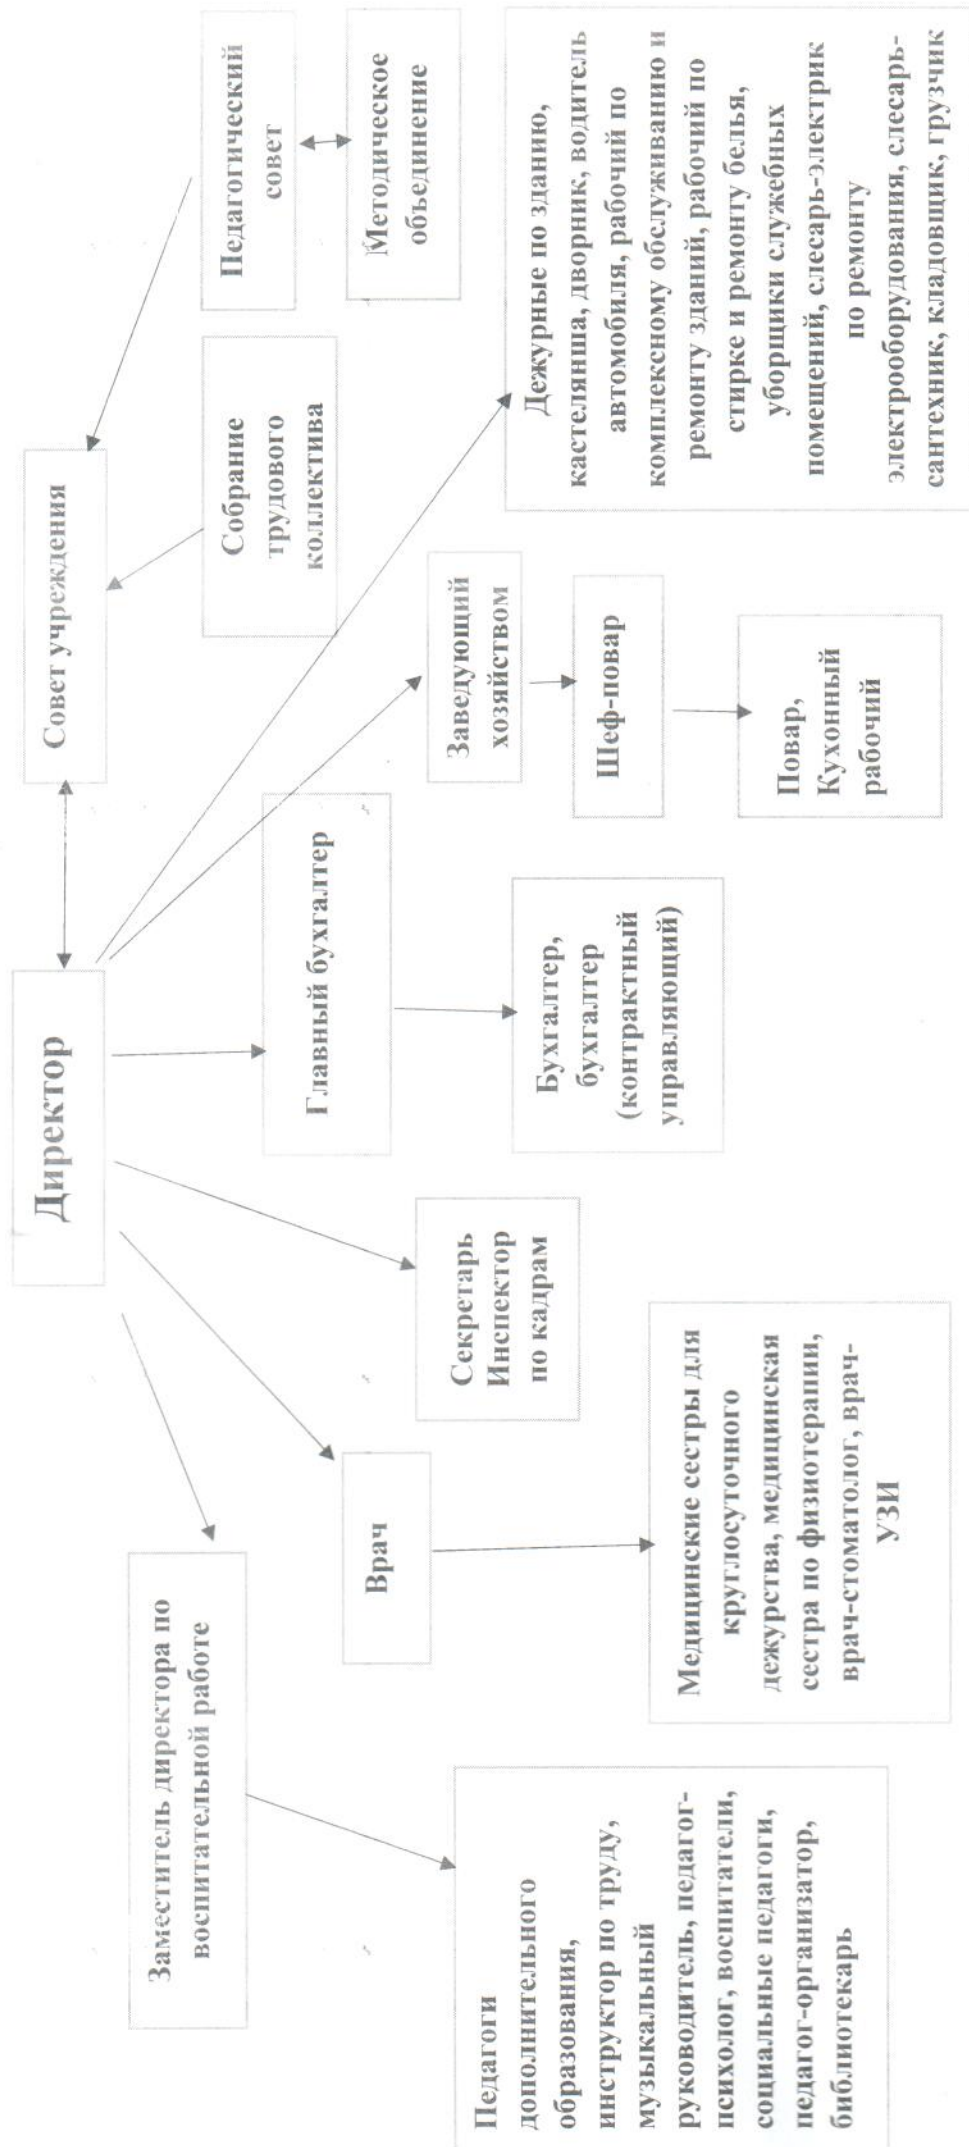 Директор
Совет учреждения
Заместитель директора по
воспитательной работе
Врач
Секретарь
Инспектор
по кадрам
Главный бухгалтер
Собрание
трудового
коллектива
Педагогический
совет
Методическое
объединение
Заведующий
хозяйством
Шеф-повар
Повар,
Кухонный
рабочий
Бухгалтер,
бухгалтер
(контрактный
управляющий)
Педагоги
дополнительного
образования,
инструктор по труду,
музыкальный
руководитель, педагог-
психолог, воспитатели,
социальные педагоги,
педагог-организатор,
библиотекарь
Медицинские сестры для
круглосуточного
дежурства, медицинская
сестра по физиотерапии,
врач-стоматолог, врач-
УЗИ
Дежурные по зданию,
кастелянша, дворник, водитель
автомобиля, рабочий по
комплексному обслуживанию и
ремонту зданий, рабочий по
стирке и ремонту белья,
уборщики служебных
помещений, слесарь-электрик
по ремонту
электрооборудования, слесарь-
сантехник, кладовщик, грузчик